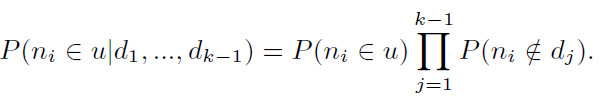 P(n_i ∈ u|d_1, ..., d_{k−1}) = P(n_i ∈ u) ∏_{j=1}^{k−1} P(n_i ∉ d_j).